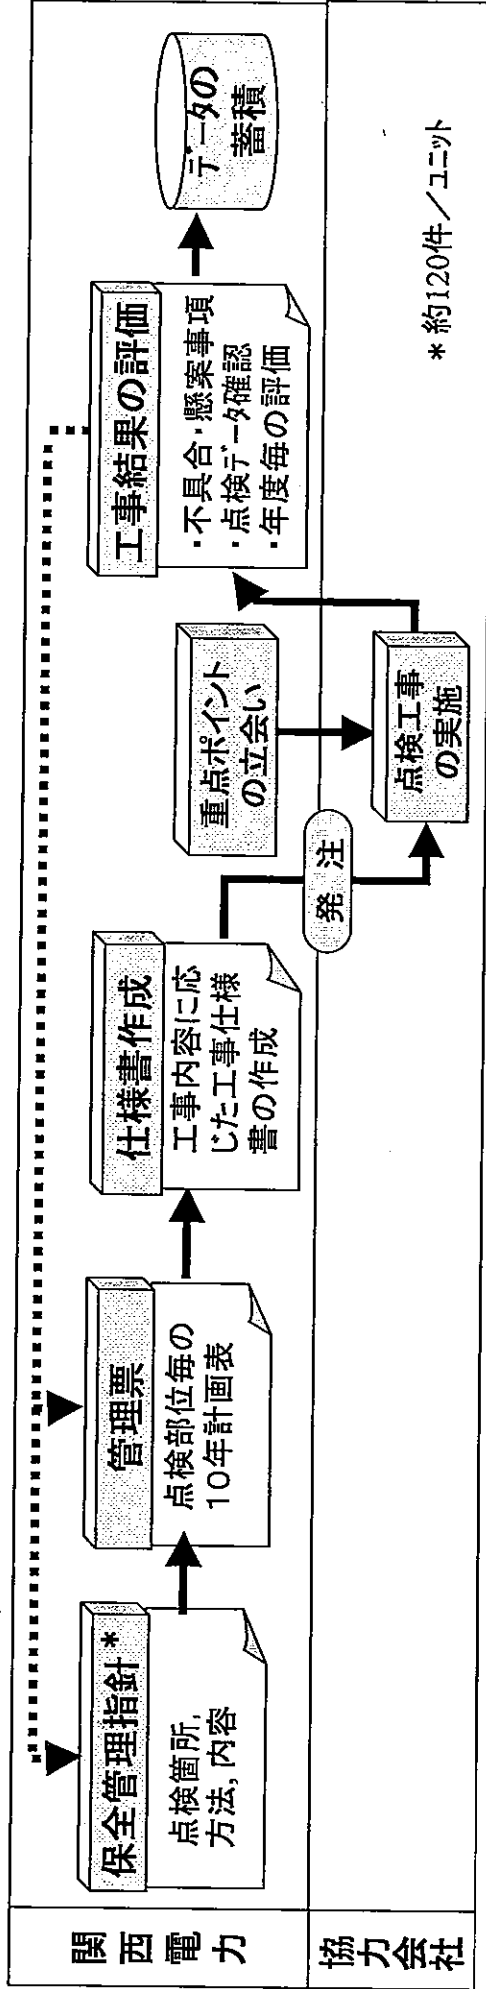 関西電力
保全管理指針*
点検箇所,
方法,内容
管理票
点検部位毎の
10年計画表
仕様書作成
工事内容に応
じた工事仕様
書の作成
発注
重点ポイント
の立会い
工事結果の評価
・不具合・懸案事項
・点検データ確認
・年度毎の評価
データの
蓄積
協力会社
点検工事
の実施
*約120件/ユニット